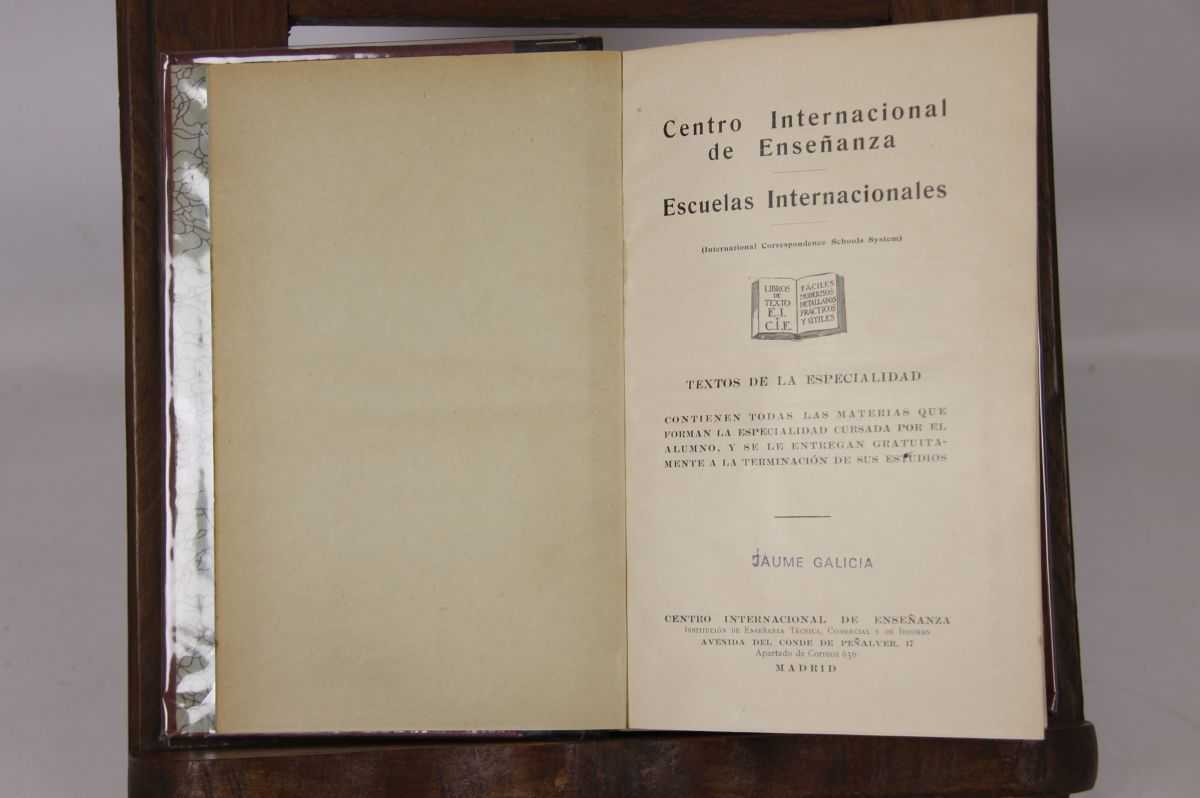 Centro Internacional
de Enseñanza
Escuelas Internacionales
(International Correspondence Schools System)
LIBROS
DE
TEXTO
E.I.
C.I.E.
FÁCILES
MODERNOS
DETALLADOS
PRÁCTICOS
Y ÚTILES
TEXTOS DE LA ESPECIALIDAD
CONTIENEN TODAS LAS MATERIAS QUE
FORMAN LA ESPECIALIDAD CURSADA POR EL
ALUMNO, Y SE LE ENTREGAN GRATUITA-
MENTE A LA TERMINACIÓN DE SUS ESTUDIOS
JAUME GALICIA
CENTRO INTERNACIONAL DE ENSEÑANZA
INSTITUCIÓN DE ENSEÑANZA TÉCNICA, COMERCIAL Y DE IDIOMAS
AVENIDA DEL CONDE DE PEÑALVER, 17
Apartado de Correos 656
MADRID